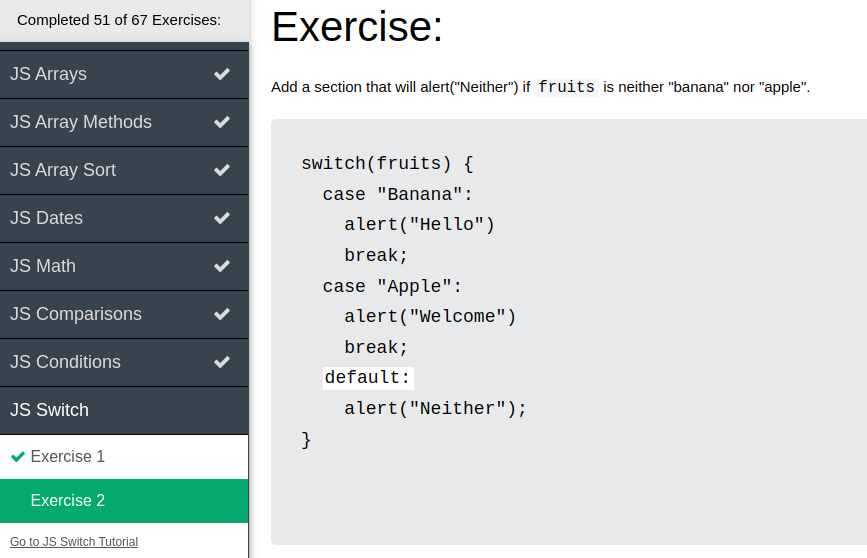 Completed 51 of 67 Exercises:
JS Arrays
JS Array Methods
JS Array Sort
JS Dates
JS Math
JS Comparisons
JS Conditions
JS Switch
Exercise 1
Exercise 2
Go to JS Switch Tutorial
Exercise:
Add a section that will alert("Neither") if fruits is neither "banana" nor "apple".
switch(fruits) {
  case "Banana":
    alert("Hello")
    break;
  case "Apple":
    alert("Welcome")
    break;
  default:
    alert("Neither");
}